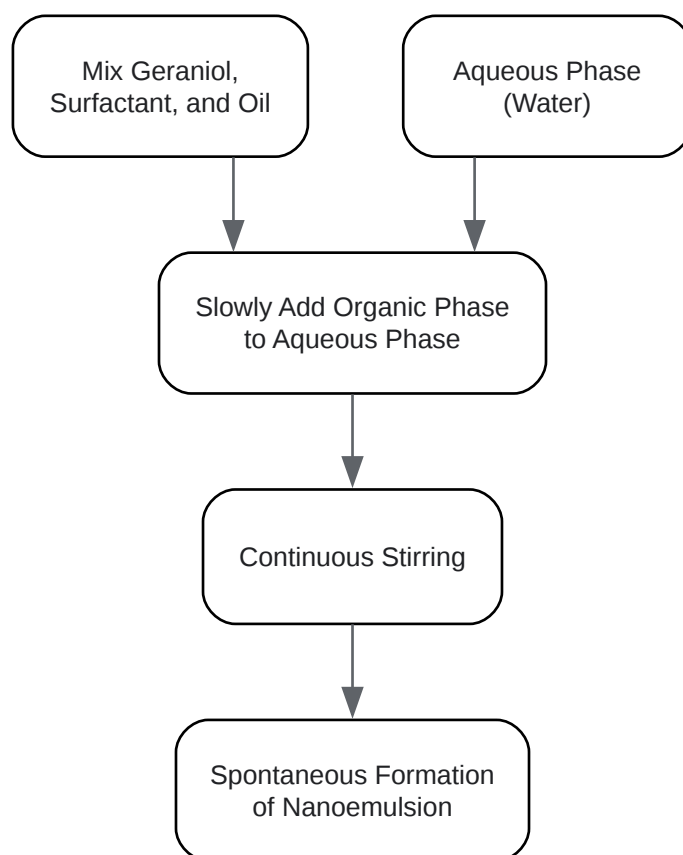 Mix Geraniol,
Surfactant, and Oil
Aqueous Phase
(Water)
Slowly Add Organic Phase
to Aqueous Phase
Continuous Stirring
Spontaneous Formation
of Nanoemulsion